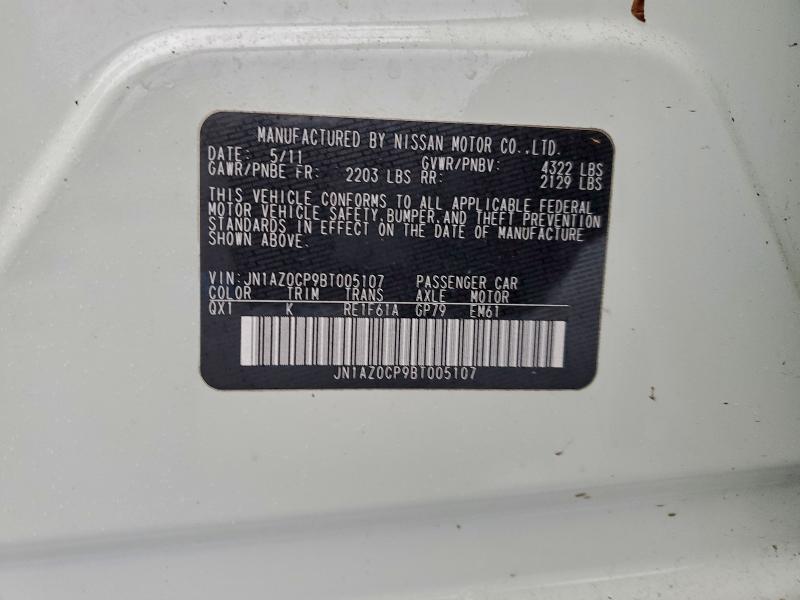 MANUFACTURED BY NISSAN MOTOR CO.,LTD.
DATE: 5/11 GVWR/PNBV: 4322 LBS
GAWR/PNBE FR: 2203 LBS RR: 2129 LBS
THIS VEHICLE CONFORMS TO ALL APPLICABLE FEDERAL
MOTOR VEHICLE SAFETY,BUMPER,AND THEFT PREVENTION
STANDARDS IN EFFECT ON THE DATE OF MANUFACTURE
SHOWN ABOVE.
VIN:JN1AZ0CP9BT005107 PASSENGER CAR
COLOR TRIM TRANS AXLE MOTOR
QX1 K RE1F61A GP79 EM61
JN1AZ0CP9BT005107